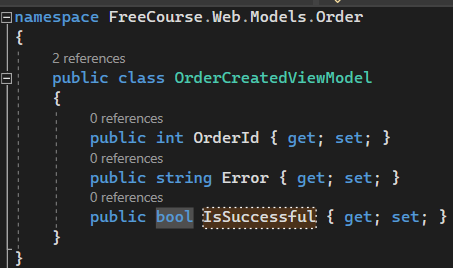 namespace FreeCourse.Web.Models.Order
{
2 references
public class OrderCreatedViewModel
{
0 references
public int OrderId { get; set; }
0 references
public string Error { get; set; }
0 references
public bool IsSuccessful { get; set; }
}
}